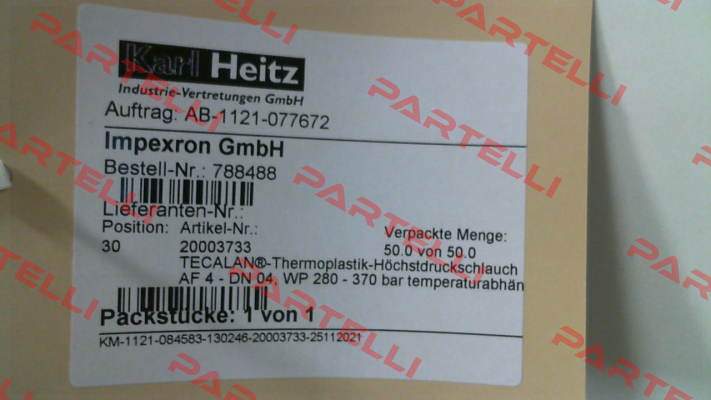 Karl Heitz
Industrie-Vertretungen GmbH
Auftrag: AB-1121-077672
Impexron GmbH
Bestell-Nr.: 788488
Lieferanten-Nr.:
Position: Artikel-Nr.: Verpackte Menge:
30 20003733 50.0 von 50.0
TECALAN®-Thermoplastik-Höchstdruckschlauch
AF 4 - DN 04, WP 280 - 370 bar temperaturabhän
Packstücke: 1 von 1
KM-1121-084583-130246-20003733-25112021
PARTELLI
PARTELLI
PARTELLI
PARTELLI
PARTELLI
PARTELLI
PARTELLI
PARTELLI
PARTELLI